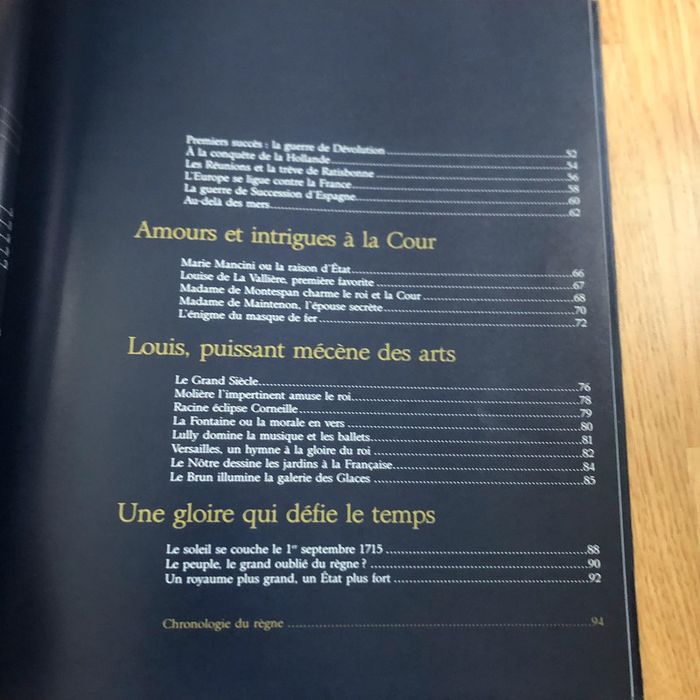 Premiers succès : la guerre de Dévolution 52
À la conquête de la Hollande 54
Les Réunions et la trêve de Ratisbonne 56
L'Europe se ligue contre la France 58
La guerre de Succession d'Espagne 60
Au-delà des mers 62
Amours et intrigues à la Cour
Marie Mancini ou la raison d'État 66
Louise de La Vallière, première favorite 67
Madame de Montespan charme le roi et la Cour 68
Madame de Maintenon, l'épouse secrète 70
L'énigme du masque de fer 72
Louis, puissant mécène des arts
Le Grand Siècle 76
Molière l'impertinent amuse le roi 78
Racine éclipse Corneille 79
La Fontaine ou la morale en vers 80
Lully domine la musique et les ballets 81
Versailles, un hymne à la gloire du roi 82
Le Nôtre dessine les jardins à la Française 84
Le Brun illumine la galerie des Glaces 85
Une gloire qui défie le temps
Le soleil se couche le 1er septembre 1715 88
Le peuple, le grand oublié du règne ? 90
Un royaume plus grand, un État plus fort 92
Chronologie du règne 94